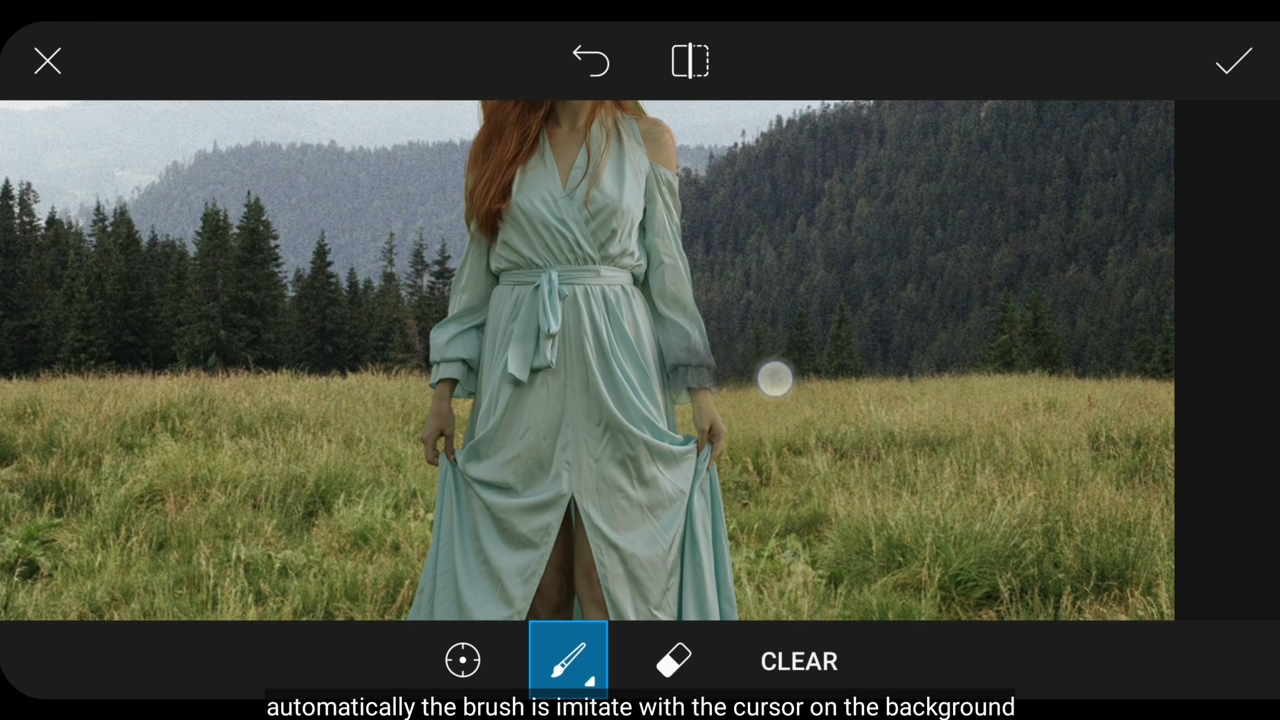 CLEAR
automatically the brush is imitate with the cursor on the background